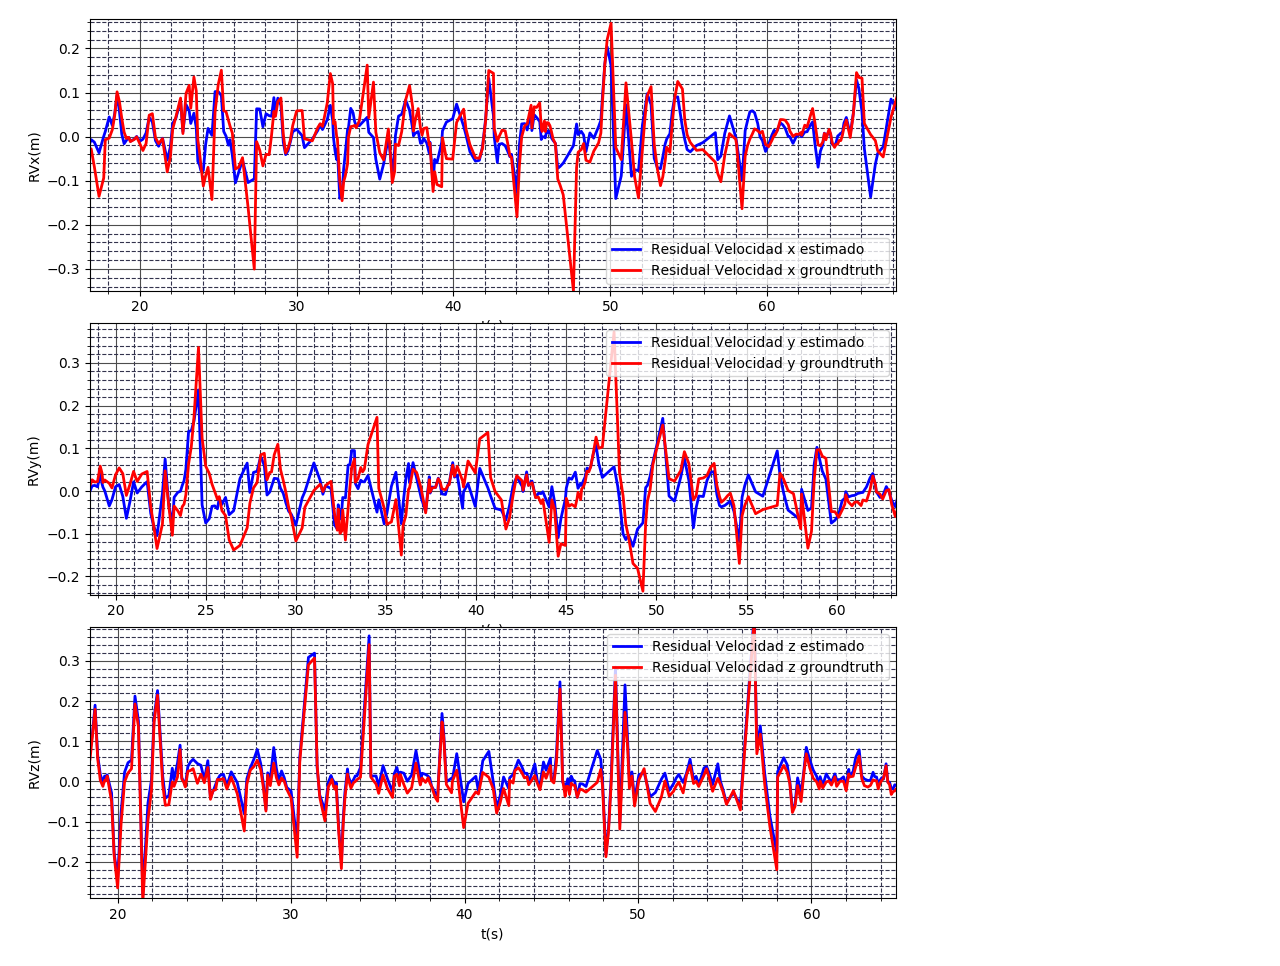 0.2
0.1
0.0
−0.1
−0.2
−0.3
RVx(m)
Residual Velocidad x estimado
Residual Velocidad x groundtruth
20 30 40 50 60
0.3
0.2
0.1
0.0
−0.1
−0.2
RVy(m)
Residual Velocidad y estimado
Residual Velocidad y groundtruth
20 25 30 35 40 45 50 55 60
0.3
0.2
0.1
0.0
−0.1
−0.2
RVz(m)
Residual Velocidad z estimado
Residual Velocidad z groundtruth
20 30 40 50 60
t(s)